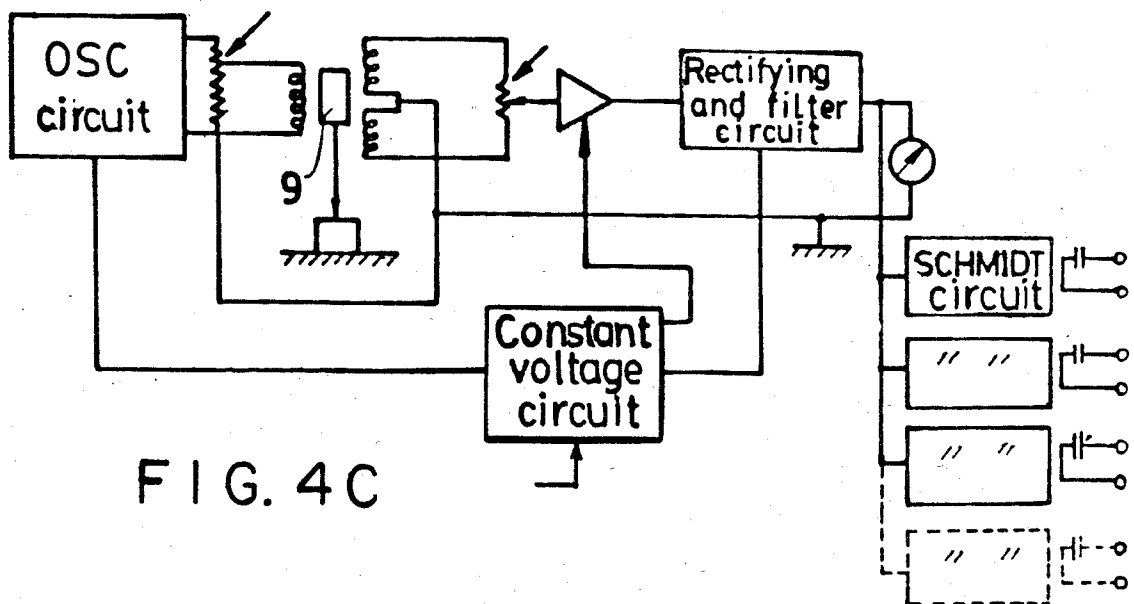 OSC
circuit
9
Rectifying
and filter
circuit
SCHMIDT
circuit
〃 〃
〃 〃
〃 〃
Constant
voltage
circuit
FIG. 4C